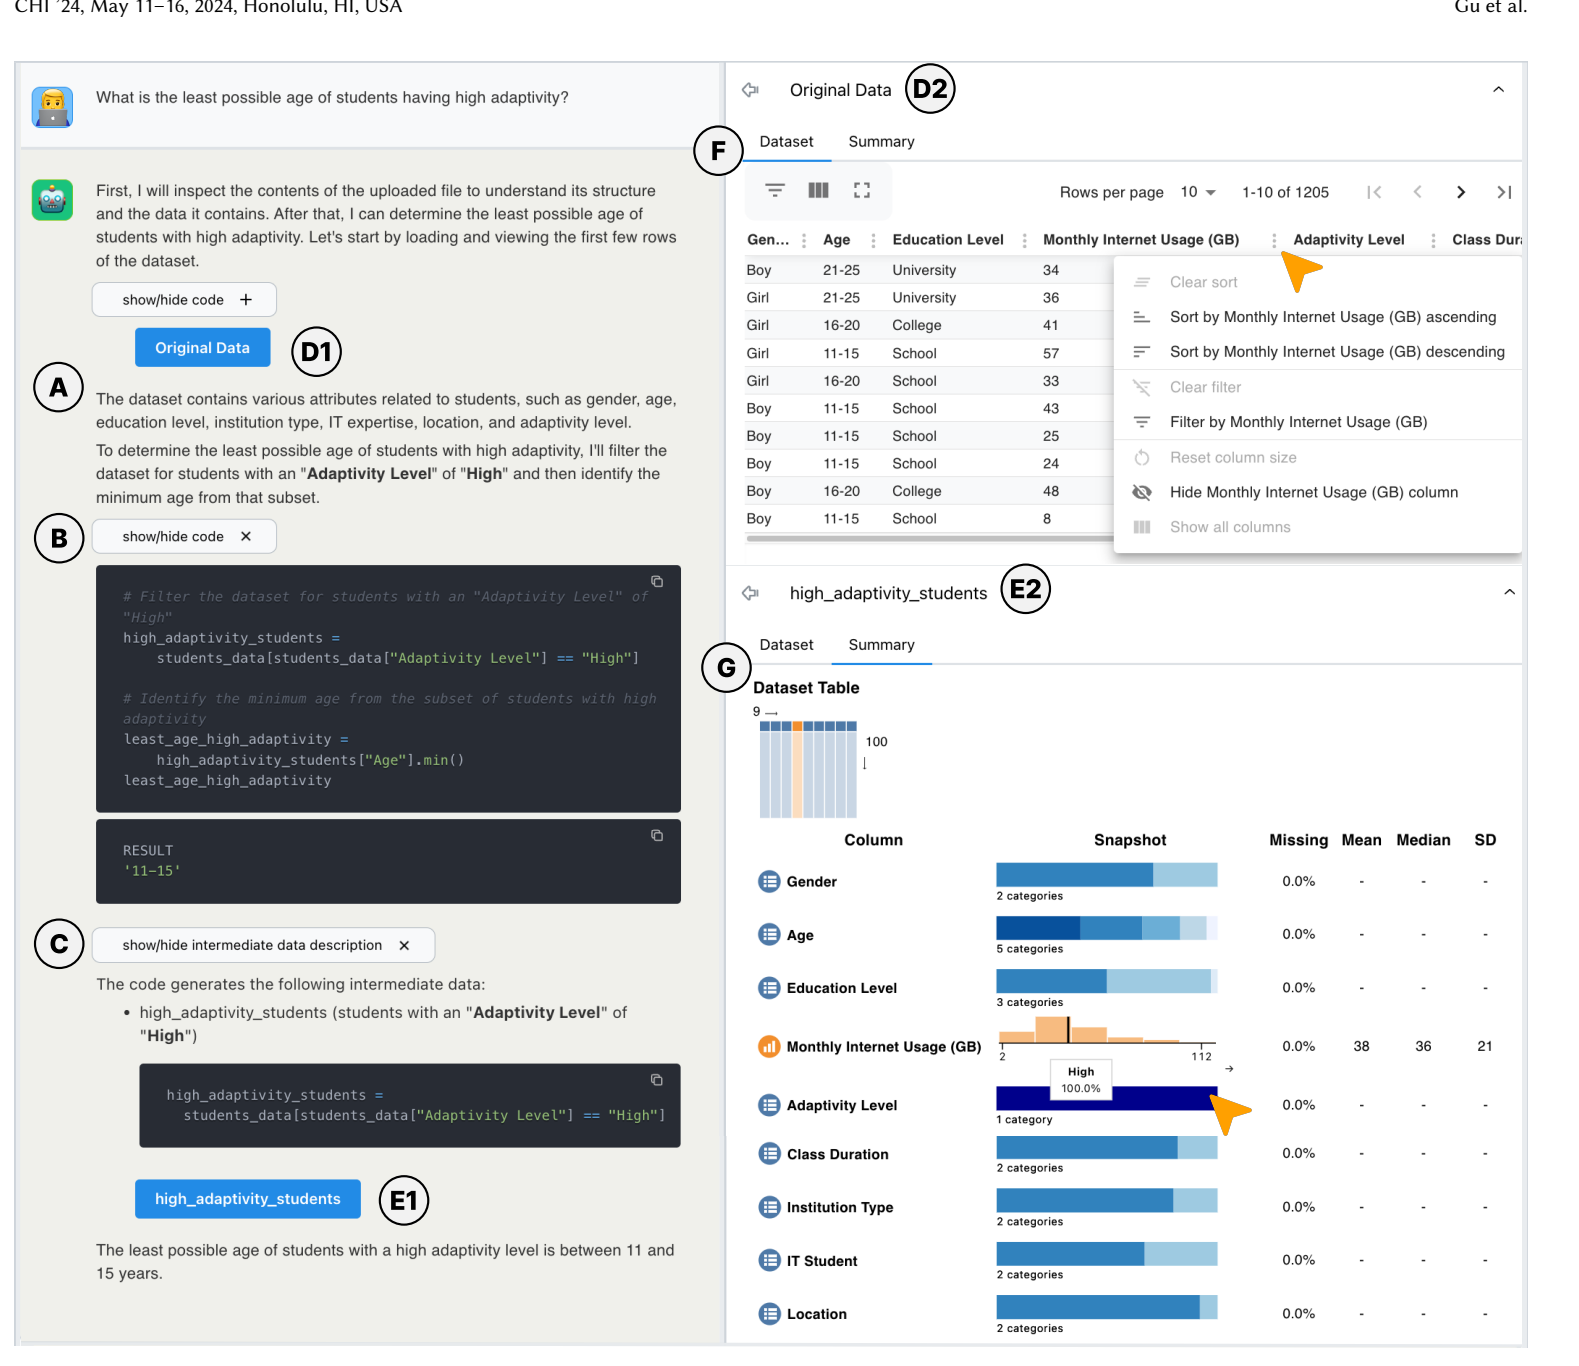 CHI ’24, May 11–16, 2024, Honolulu, HI, USA
Gu et al.
What is the least possible age of students having high adaptivity?
First, I will inspect the contents of the uploaded file to understand its structure
and the data it contains. After that, I can determine the least possible age of
students with high adaptivity. Let's start by loading and viewing the first few rows
of the dataset.
show/hide code +
Original Data
D1
A
The dataset contains various attributes related to students, such as gender, age,
education level, institution type, IT expertise, location, and adaptivity level.
To determine the least possible age of students with high adaptivity, I'll filter the
dataset for students with an "Adaptivity Level" of "High" and then identify the
minimum age from that subset.
B
show/hide code ×
# Filter the dataset for students with an "Adaptivity Level" of
"High"
high_adaptivity_students =
students_data[students_data["Adaptivity Level"] == "High"]
# Identify the minimum age from the subset of students with high
adaptivity
least_age_high_adaptivity =
high_adaptivity_students["Age"].min()
least_age_high_adaptivity
RESULT
'11–15'
C
show/hide intermediate data description ×
The code generates the following intermediate data:
• high_adaptivity_students (students with an "Adaptivity Level" of
"High")
high_adaptivity_students =
students_data[students_data["Adaptivity Level"] == "High"]
high_adaptivity_students
E1
The least possible age of students with a high adaptivity level is between 11 and
15 years.
Original Data
D2
F
Dataset Summary
Rows per page 10 1-10 of 1205
Gen... Age Education Level Monthly Internet Usage (GB) Adaptivity Level Class Dur
Boy 21-25 University 34
Girl 21-25 University 36
Girl 16-20 College 41
Girl 11-15 School 57
Girl 16-20 School 33
Boy 11-15 School 43
Boy 11-15 School 25
Boy 11-15 School 24
Boy 16-20 College 48
Boy 11-15 School 8
Clear sort
Sort by Monthly Internet Usage (GB) ascending
Sort by Monthly Internet Usage (GB) descending
Clear filter
Filter by Monthly Internet Usage (GB)
Reset column size
Hide Monthly Internet Usage (GB) column
Show all columns
high_adaptivity_students
E2
Dataset Summary
G
Dataset Table
9 →
100
↓
Column Snapshot Missing Mean Median SD
Gender 0.0% - - -
2 categories
Age 0.0% - - -
5 categories
Education Level 0.0% - - -
3 categories
Monthly Internet Usage (GB) 0.0% 38 36 21
2 112
→
High
100.0%
Adaptivity Level 0.0% - - -
1 category
Class Duration 0.0% - - -
2 categories
Institution Type 0.0% - - -
2 categories
IT Student 0.0% - - -
2 categories
Location 0.0% - - -
2 categories